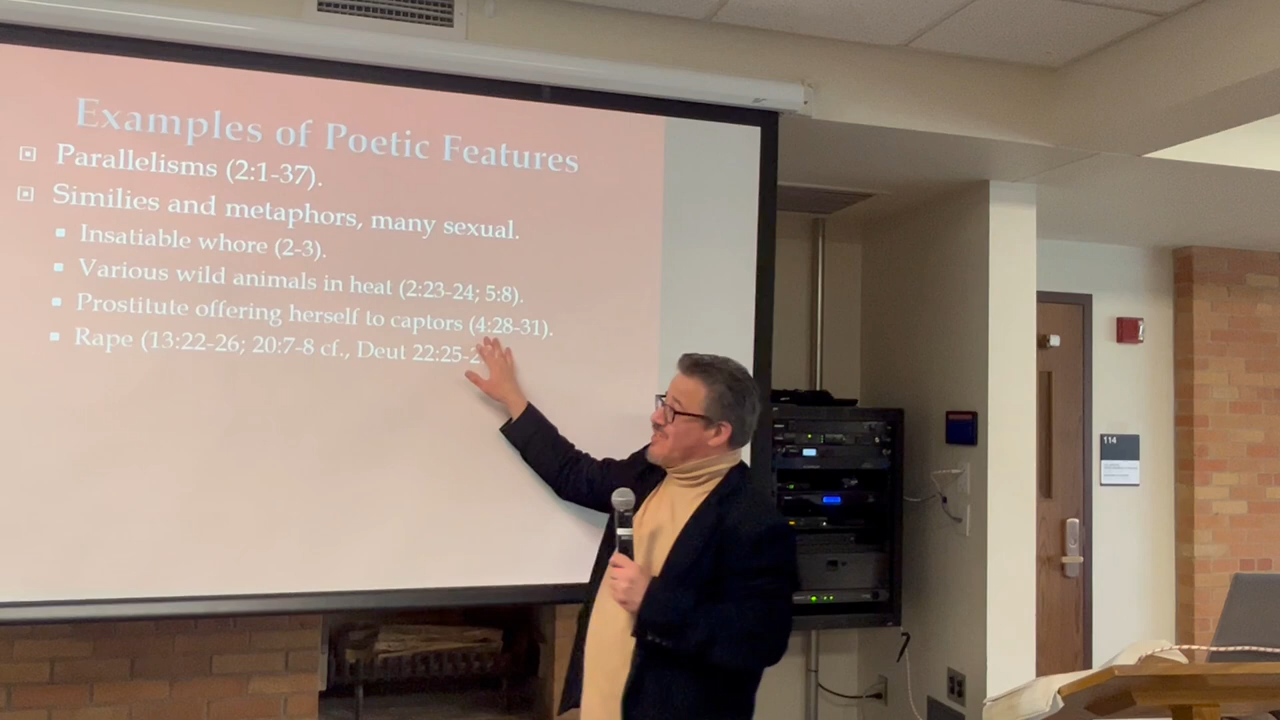 Examples of Poetic Features
Parallelisms (2:1-37).
Similies and metaphors, many sexual.
Insatiable whore (2-3).
Various wild animals in heat (2:23-24; 5:8).
Prostitute offering herself to captors (4:28-31).
Rape (13:22-26; 20:7-8 cf., Deut
114